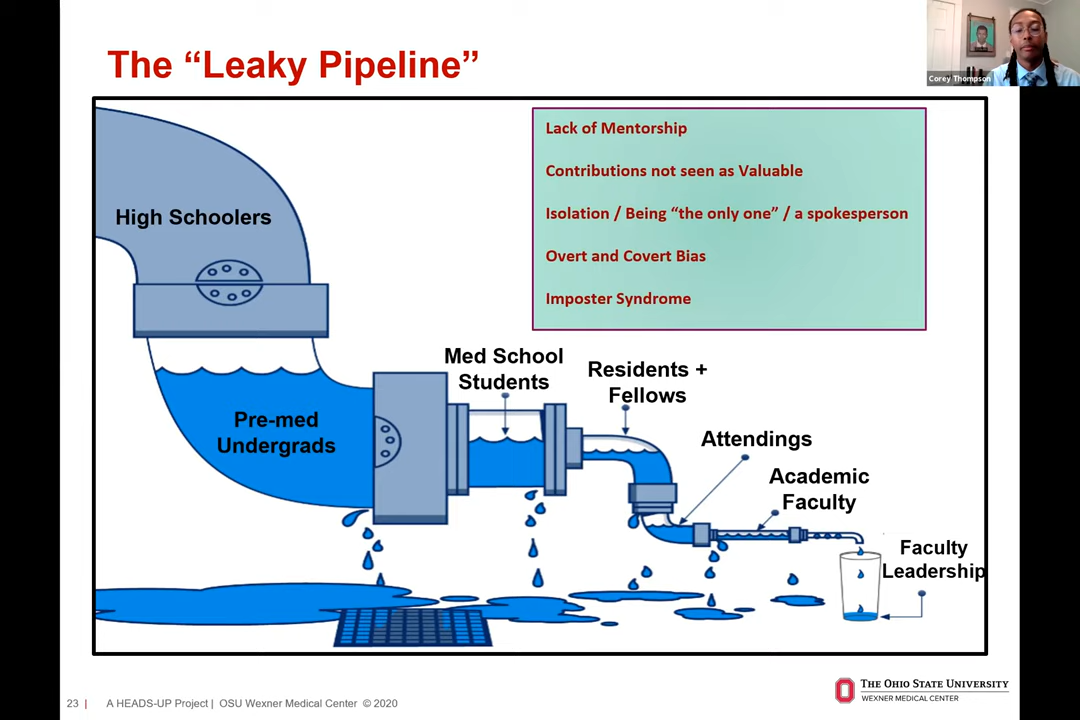 The “Leaky Pipeline”
Corey Thompson
Lack of Mentorship
Contributions not seen as Valuable
Isolation / Being “the only one” / a spokesperson
Overt and Covert Bias
Imposter Syndrome
High Schoolers
Pre-med
Undergrads
Med School
Students
Residents +
Fellows
Attendings
Academic
Faculty
Faculty
Leadership
23 | A HEADS-UP Project | OSU Wexner Medical Center © 2020
THE OHIO STATE UNIVERSITY
WEXNER MEDICAL CENTER